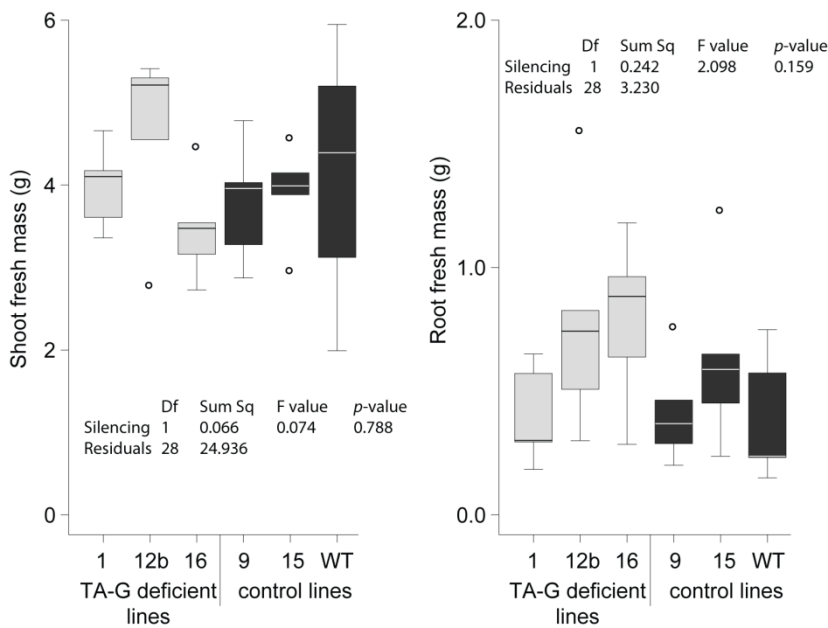 6
4
2
0
Shoot fresh mass (g)
Df Sum Sq F value p-value
Silencing 1 0.066 0.074 0.788
Residuals 28 24.936
1 12b 16 9 15 WT
TA-G deficient lines
control lines
2.0
1.0
0.0
Root fresh mass (g)
Df Sum Sq F value p-value
Silencing 1 0.242 2.098 0.159
Residuals 28 3.230
1 12b 16 9 15 WT
TA-G deficient lines
control lines